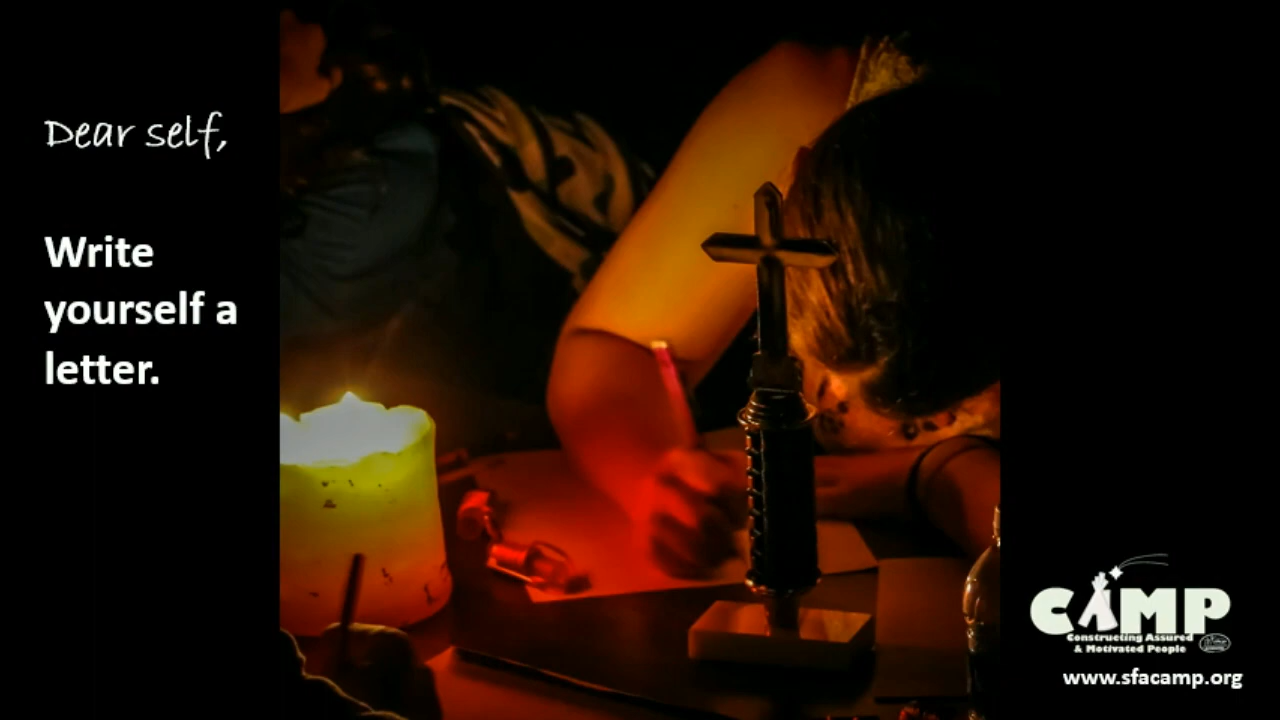 Dear self,
Write
yourself a
letter.
CAMP
Constructing Assured
& Motivated People
www.sfacamp.org